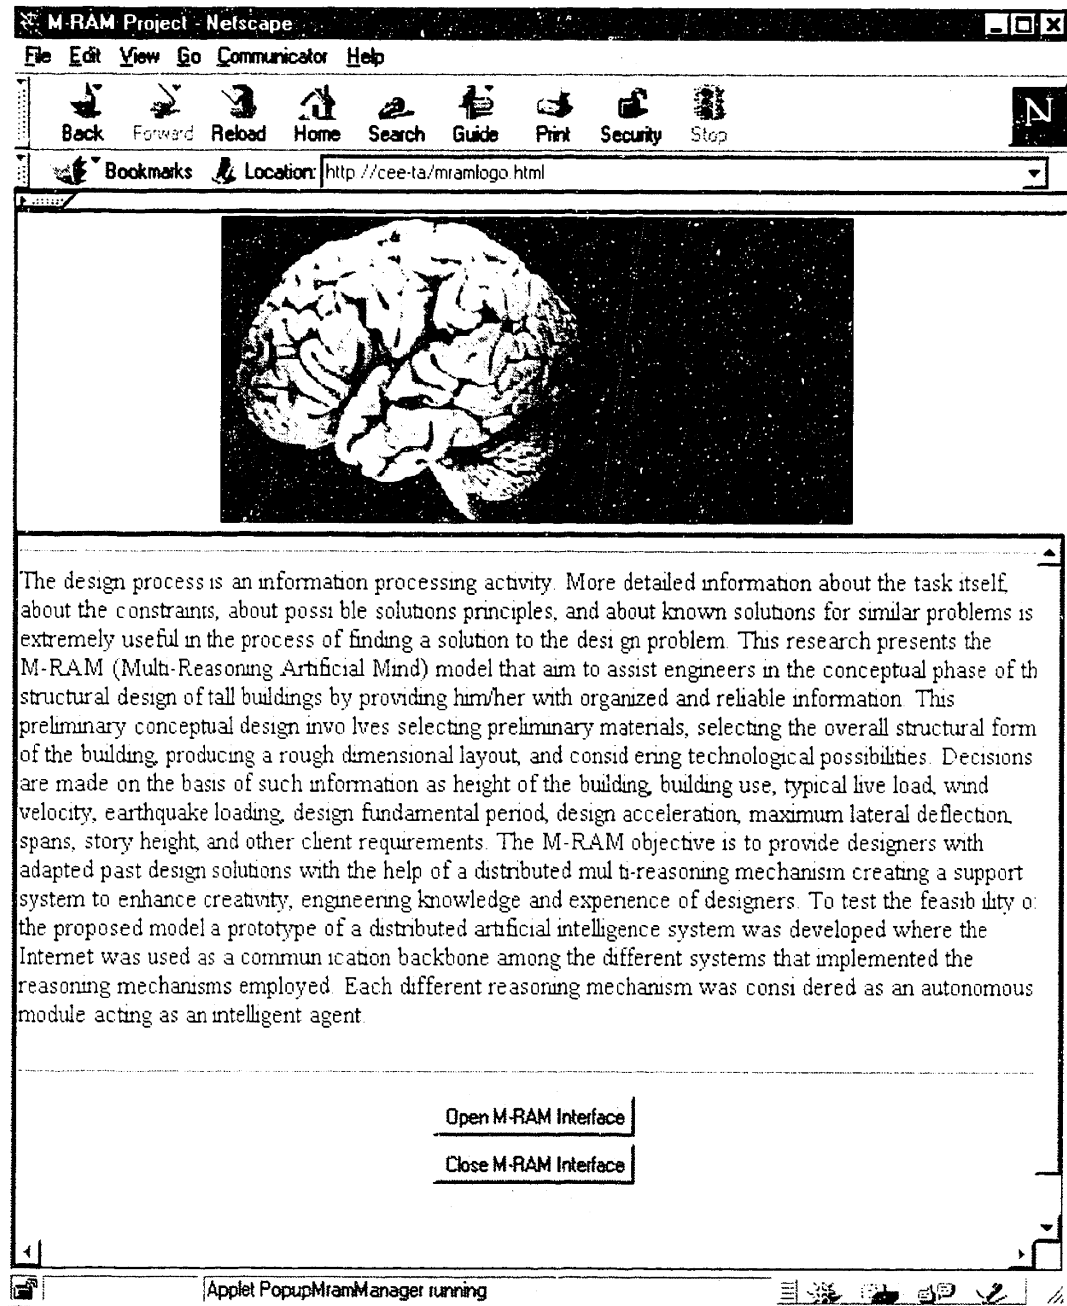 M-RAM Project - Netscape
File Edit View Go Communicator Help
Back Forward Reload Home Search Guide Print Security Stop
N
Bookmarks Location: http://cee-ta/mramlogo.html
The design process is an information processing activity. More detailed information about the task itself,
about the constraints, about possi ble solutions principles, and about known solutions for similar problems is
extremely useful in the process of finding a solution to the desi gn problem. This research presents the
M-RAM (Multi-Reasoning Artificial Mind) model that aim to assist engineers in the conceptual phase of th
structural design of tall buildings by providing him/her with organized and reliable information. This
preliminary conceptual design invo lves selecting preliminary materials, selecting the overall structural form
of the building, producing a rough dimensional layout, and consid ering technological possibilities. Decisions
are made on the basis of such information as height of the building, building use, typical live load, wind
velocity, earthquake loading, design fundamental period, design acceleration, maximum lateral deflection,
spans, story height, and other client requirements. The M-RAM objective is to provide designers with
adapted past design solutions with the help of a distributed mul ti-reasoning mechanism creating a support
system to enhance creativity, engineering knowledge and experience of designers. To test the feasib ility o
the proposed model a prototype of a distributed artificial intelligence system was developed where the
Internet was used as a commun ication backbone among the different systems that implemented the
reasoning mechanisms employed. Each different reasoning mechanism was consi dered as an autonomous
module acting as an intelligent agent.
Open M-RAM Interface
Close M-RAM Interface
Applet PopupMramManager running